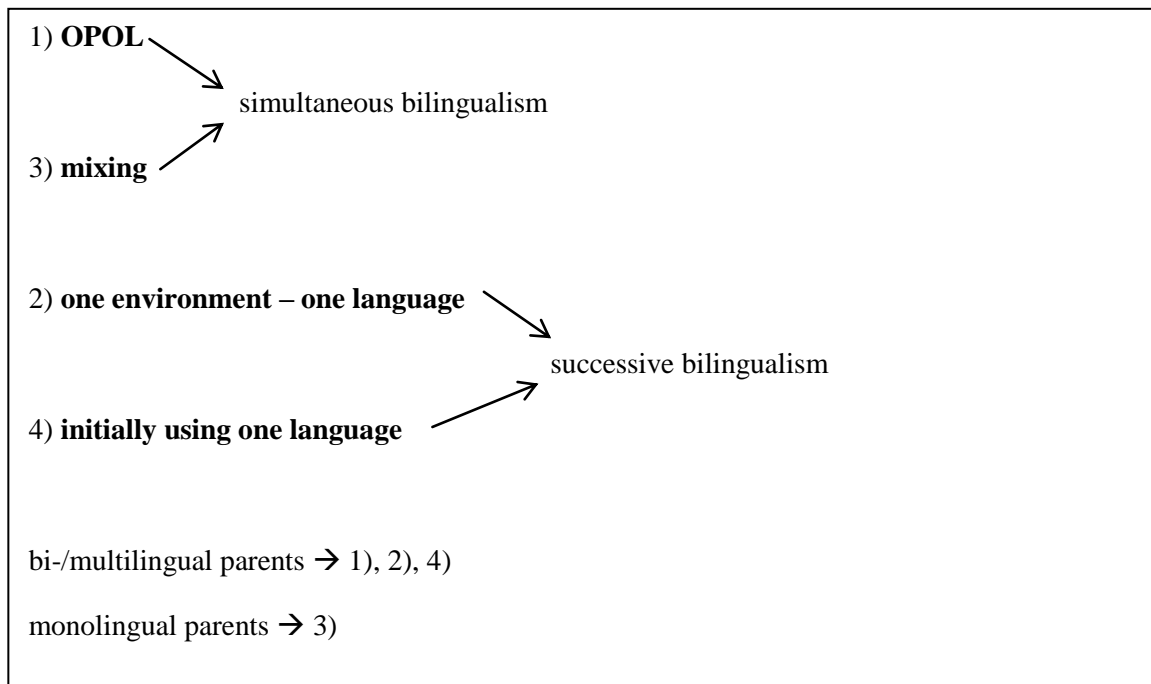 1) OPOL
simultaneous bilingualism
3) mixing
2) one environment – one language
successive bilingualism
4) initially using one language
bi-/multilingual parents → 1), 2), 4)
monolingual parents → 3)